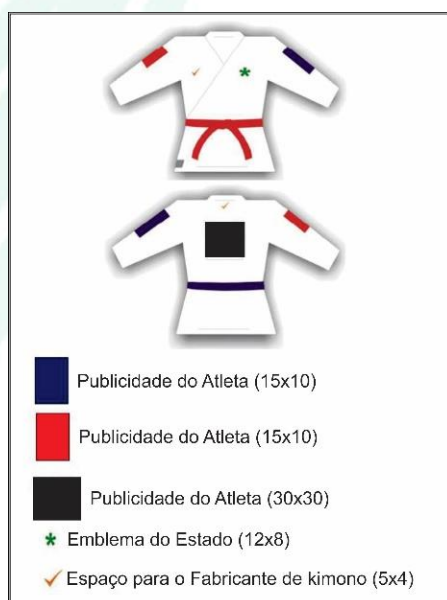 Publicidade do Atleta (15x10)
Publicidade do Atleta (15x10)
Publicidade do Atleta (30x30)
Emblema do Estado (12x8)
Espaço para o Fabricante de kimono (5x4)